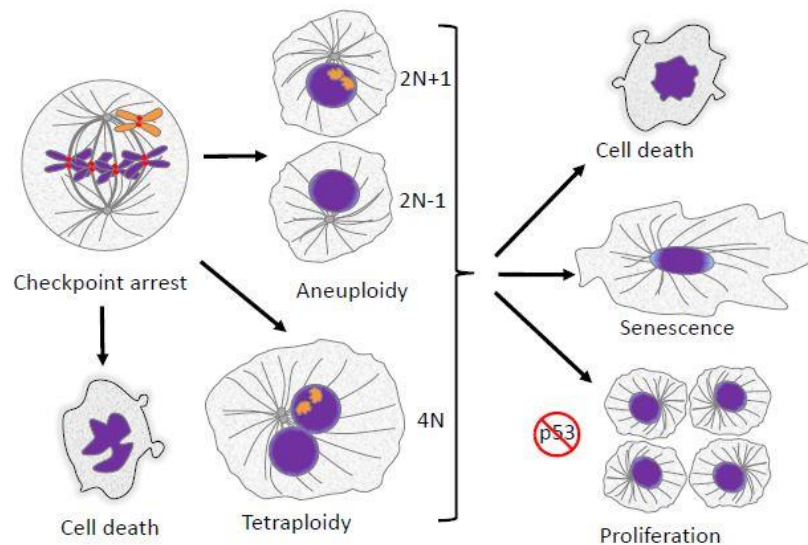 2N+1
Cell death
2N-1
Checkpoint arrest
Aneuploidy
Senescence
4N
p53
Cell death
Tetraploidy
Proliferation